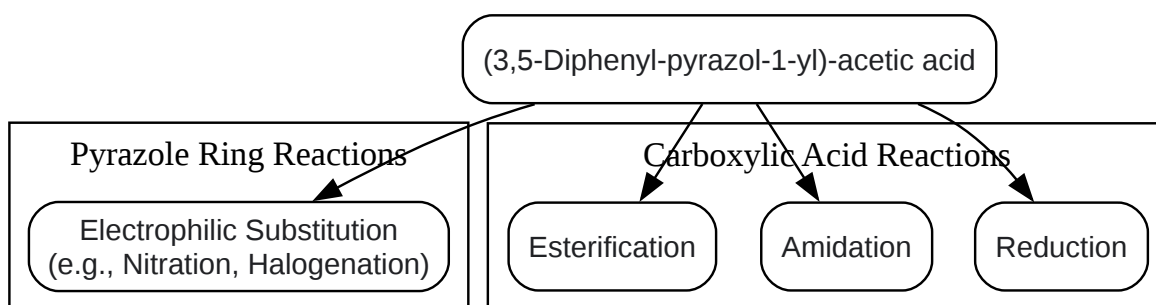 (3,5-Diphenyl-pyrazol-1-yl)-acetic acid
Pyrazole Ring Reactions
Carboxylic Acid Reactions
Electrophilic Substitution
(e.g., Nitration, Halogenation)
Esterification
Amidation
Reduction